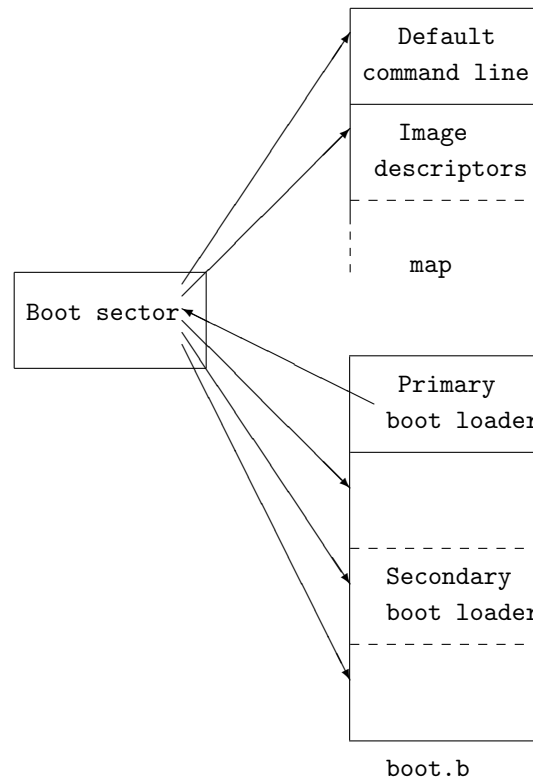 Default
command line
Image
descriptors
map
Boot sector
Primary
boot loader
Secondary
boot loader
boot.b